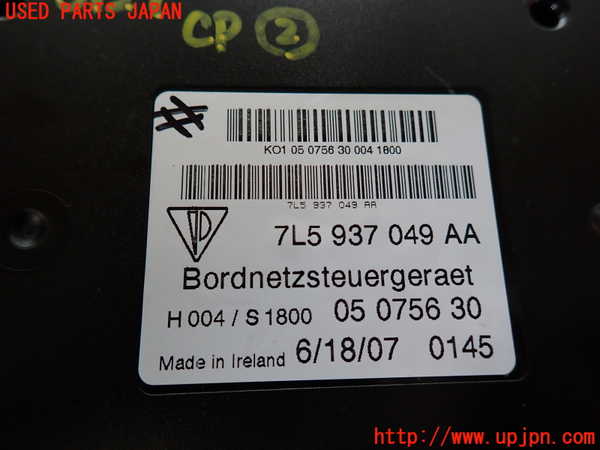 USED PARTS JAPAN
CP ②
KO1 05 0756 30 004 1800
7L5 937 049 AA
7L5 937 049 AA
Bordnetzsteuergeraet
H 004 / S 1800 05 0756 30
Made in Ireland 6/18/07 0145
http://www.upjpn.com